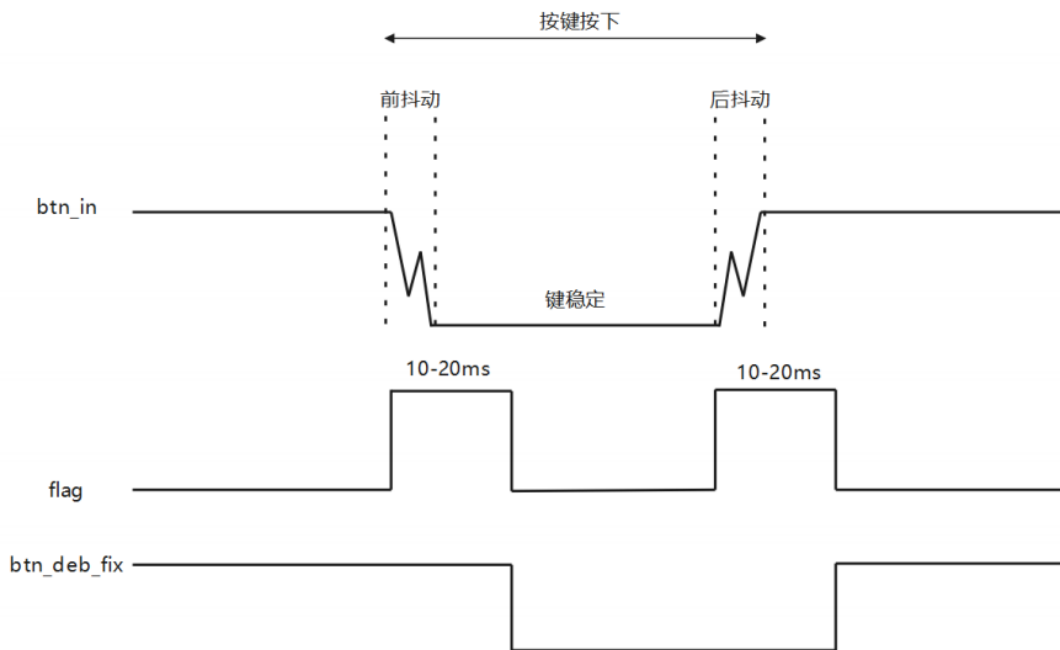 按键按下
前抖动
后抖动
btn_in
键稳定
10-20ms
10-20ms
flag
btn_deb_fix